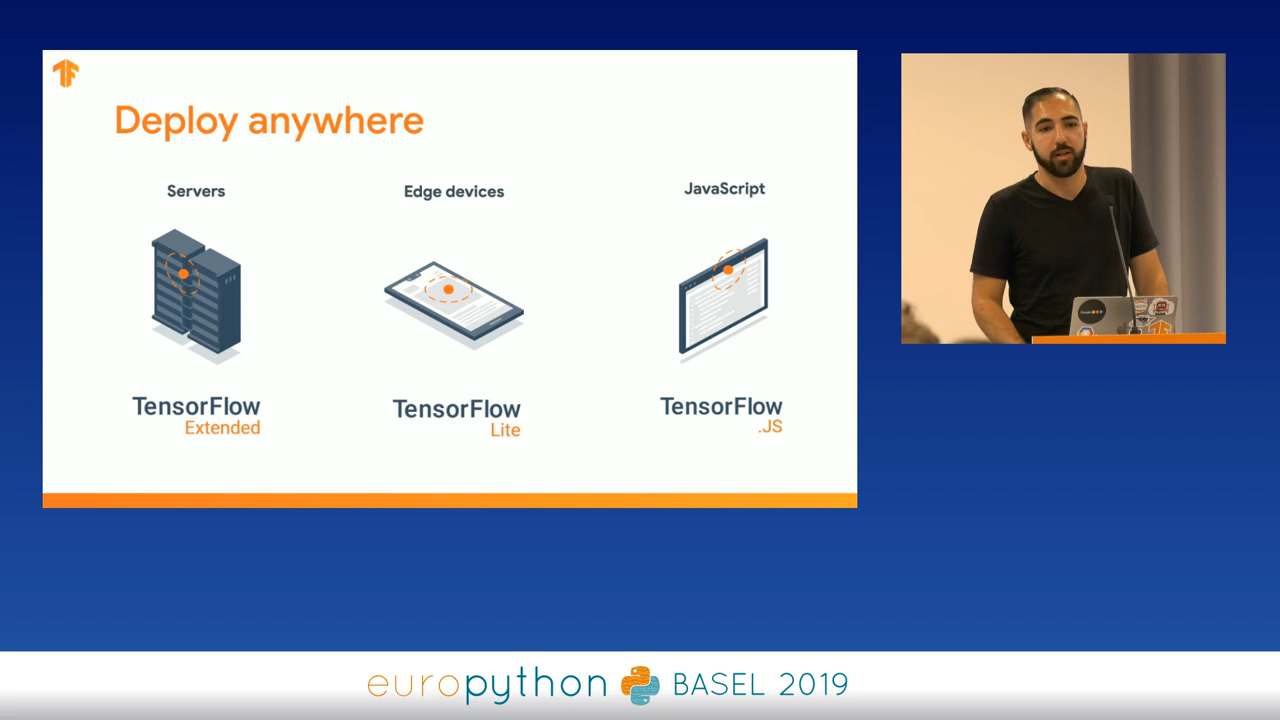 Deploy anywhere
Servers
Edge devices
JavaScript
TensorFlow
Extended
TensorFlow
Lite
TensorFlow
.JS
europython
BASEL 2019